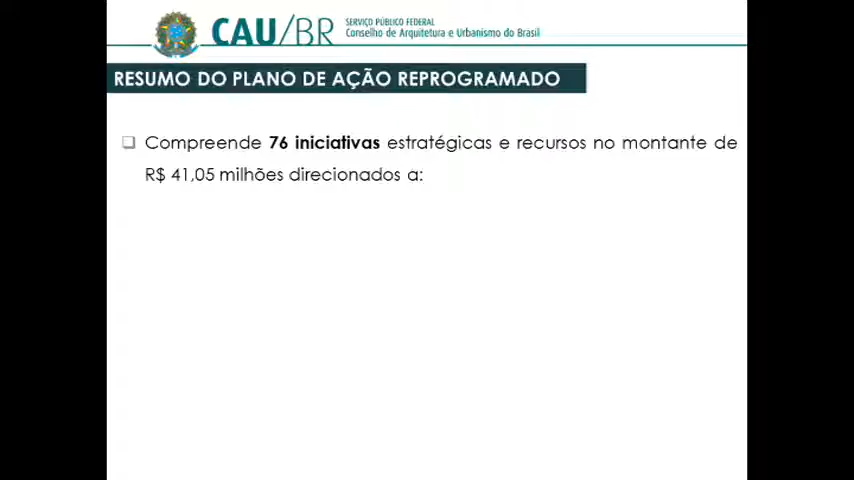 CAU/BR
SERVIÇO PÚBLICO FEDERAL
Conselho de Arquitetura e Urbanismo do Brasil
RESUMO DO PLANO DE AÇÃO REPROGRAMADO
Compreende 76 iniciativas estratégicas e recursos no montante de
R$ 41,05 milhões direcionados a: